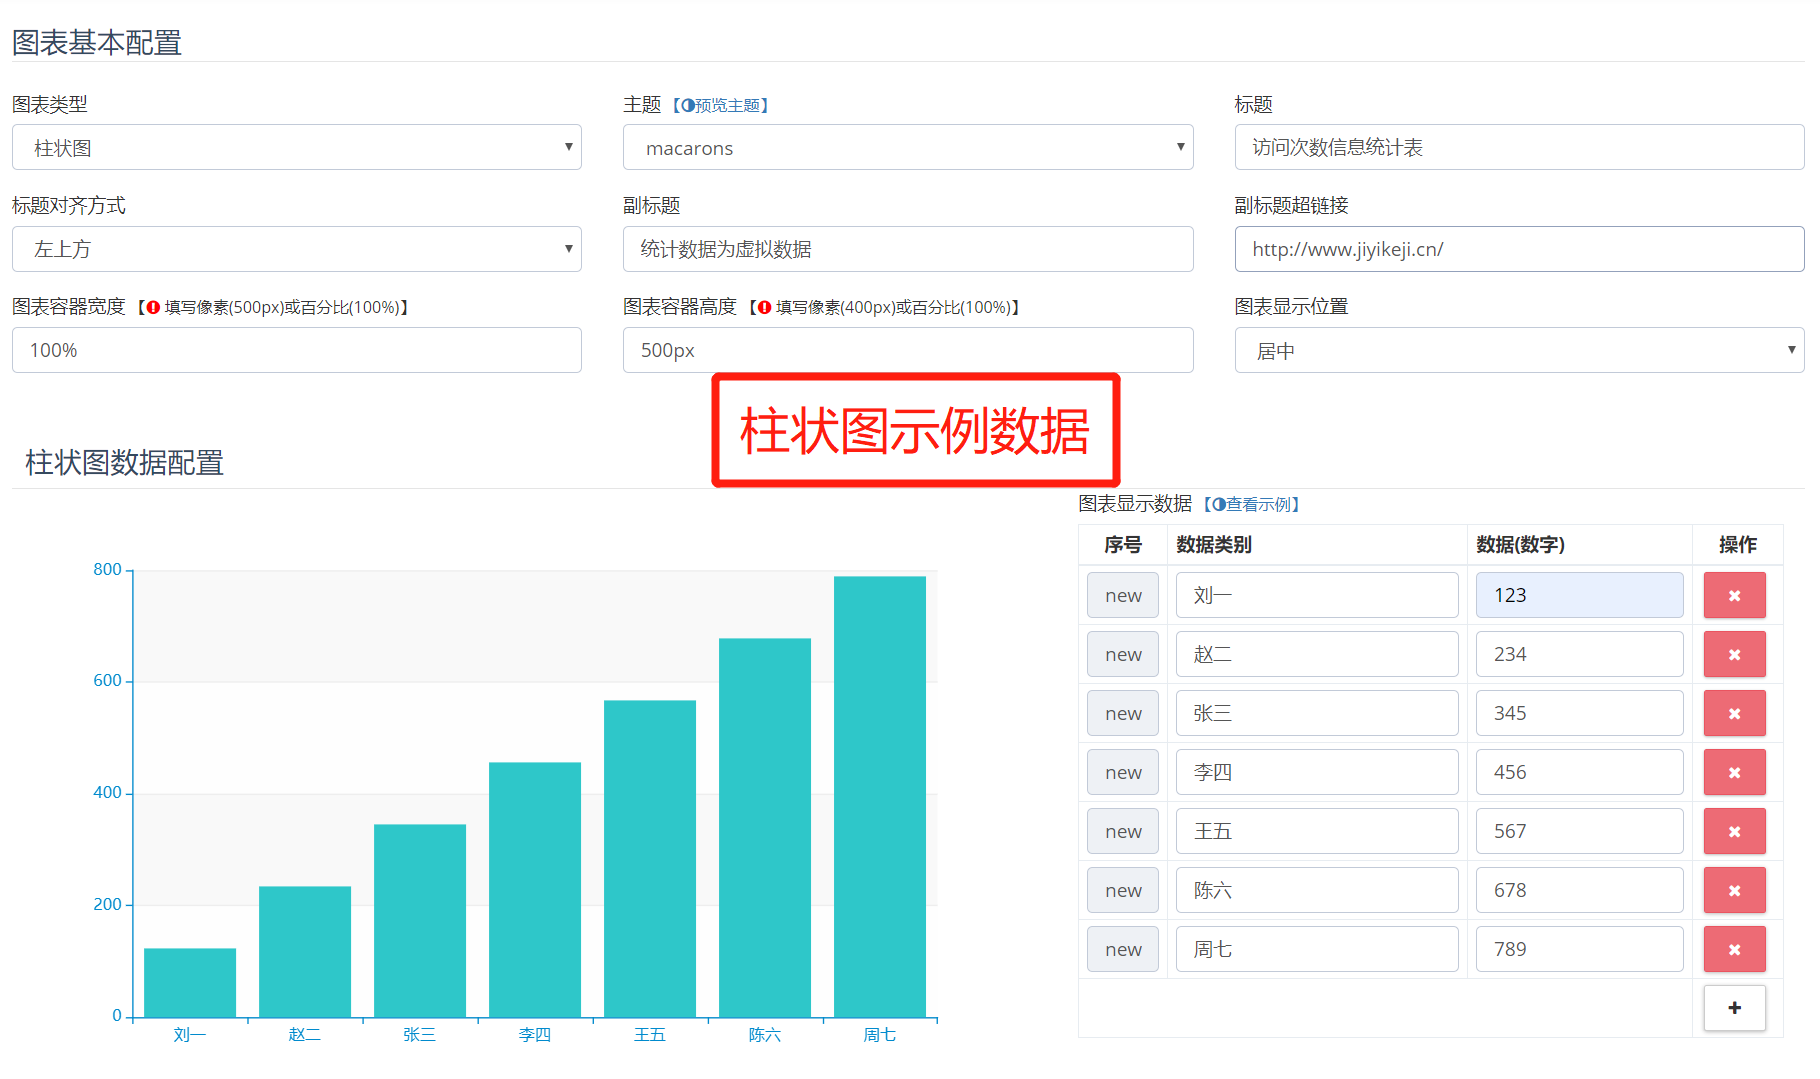 图表基本配置
图表类型
主题 【预览主题】
标题
柱状图
macarons
访问次数信息统计表
标题对齐方式
副标题
副标题超链接
左上方
统计数据为虚拟数据
http://www.jiyikeji.cn/
图表容器宽度 【填写像素(500px)或百分比(100%)】
图表容器高度 【填写像素(400px)或百分比(100%)】
图表显示位置
100%
500px
居中
柱状图示例数据
柱状图数据配置
图表显示数据 【查看示例】
序号 数据类别 数据(数字) 操作
new 刘一 123
new 赵二 234
new 张三 345
new 李四 456
new 王五 567
new 陈六 678
new 周七 789
800
600
400
200
0
刘一 赵二 张三 李四 王五 陈六 周七